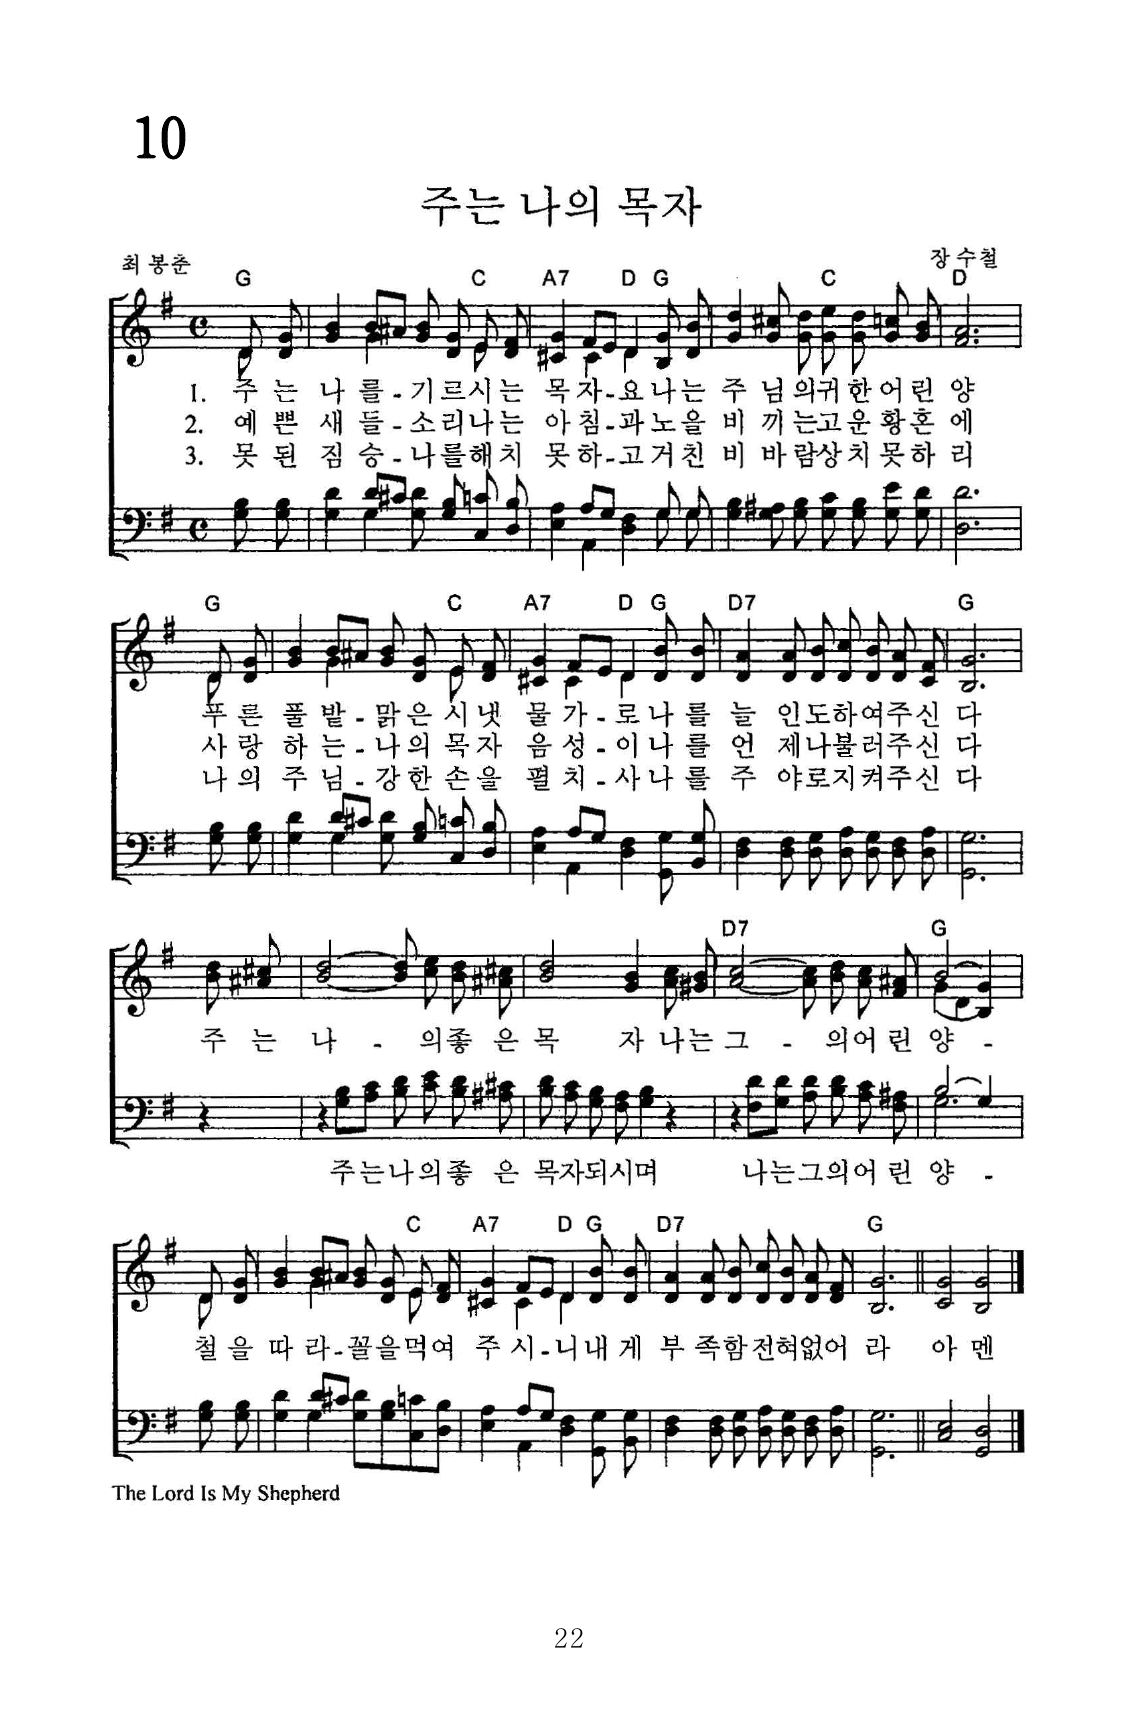 10
주는 나의 목자
최 봉춘
장 수철
G C A7 D G C D
1. 주 는 나 를 - 기르시는 목자 - 요나는 주 님의귀한어린 양
2. 예 쁜 새 들 - 소리나는 아침 - 과노을 비 끼는고운황혼 에
3. 못 된 짐 승 - 나를해치 못하 - 고거친 비 바람상치못하 리
G C A7 D G D7 G
푸 른 풀 밭 - 맑은시냇 물가 - 로나를 늘 인도하여주신 다
사 랑 하 는 - 나의목자 음성 - 이나를 언 제나불러주신 다
나 의 주 님 - 강한손을 펼치 - 사나를 주 야로지켜주신 다
D7 G
주 는 나 - 의좋 은 목 자 나는 그 - 의어 린 양 -
주는나의좋 은 목자되시며 나는그의어 린 양 -
C A7 D G D7 G
철 을 따 라 - 꼴을먹여 주 시 - 니내 게 부 족함전혀없어 라 아 멘
The Lord Is My Shepherd
22